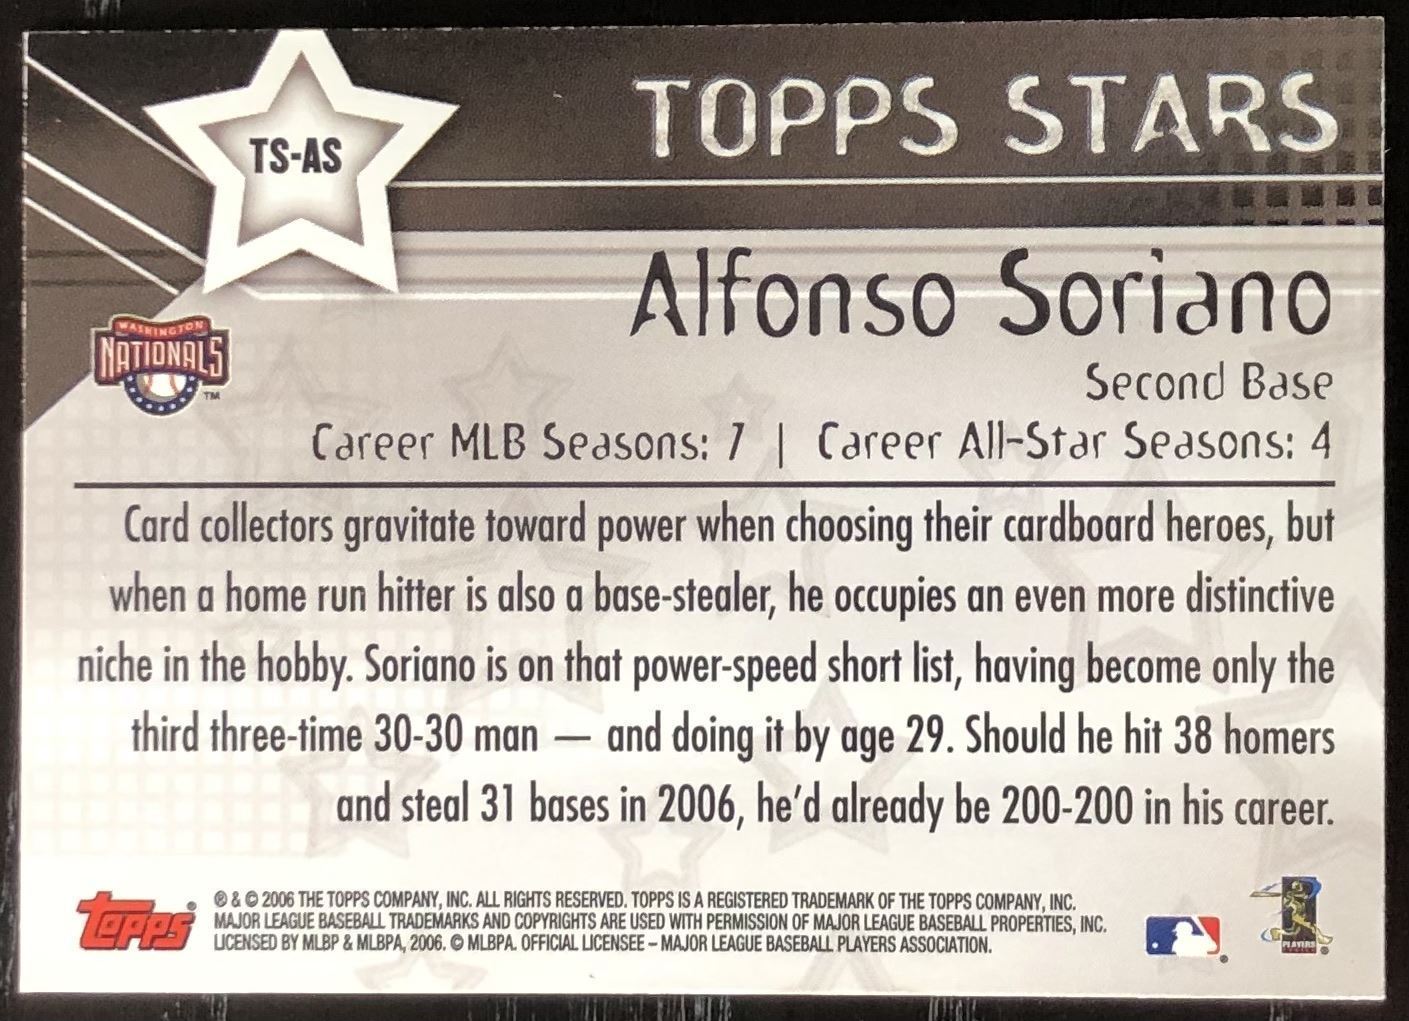 TS-AS
TOPPS STARS
Alfonso Soriano
WASHINGTON
NATIONALS
TM
Second Base
Career MLB Seasons: 7 | Career All-Star Seasons: 4
Card collectors gravitate toward power when choosing their cardboard heroes, but
when a home run hitter is also a base-stealer, he occupies an even more distinctive
niche in the hobby. Soriano is on that power-speed short list, having become only the
third three-time 30-30 man — and doing it by age 29. Should he hit 38 homers
and steal 31 bases in 2006, he'd already be 200-200 in his career.
Topps®
® & © 2006 THE TOPPS COMPANY, INC. ALL RIGHTS RESERVED. TOPPS IS A REGISTERED TRADEMARK OF THE TOPPS COMPANY, INC.
MAJOR LEAGUE BASEBALL TRADEMARKS AND COPYRIGHTS ARE USED WITH PERMISSION OF MAJOR LEAGUE BASEBALL PROPERTIES, INC.
LICENSED BY MLBP & MLBPA, 2006. © MLBPA. OFFICIAL LICENSEE – MAJOR LEAGUE BASEBALL PLAYERS ASSOCIATION.
®
PLAYERS
CHOICE ®